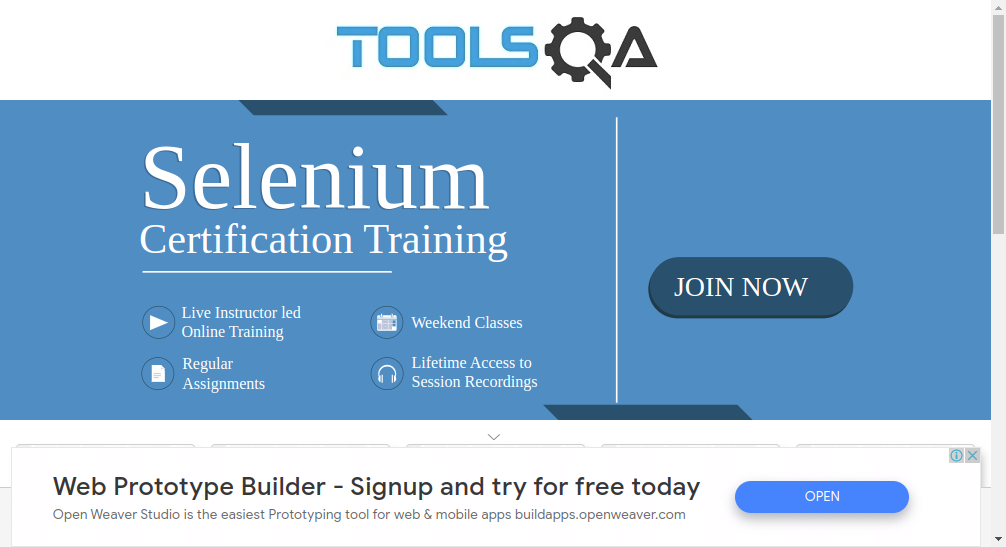 TOOLSQA
Selenium
Certification Training
Live Instructor led
Online Training
Weekend Classes
Regular
Assignments
Lifetime Access to
Session Recordings
JOIN NOW
Web Prototype Builder - Signup and try for free today
Open Weaver Studio is the easiest Prototyping tool for web & mobile apps buildapps.openweaver.com
OPEN